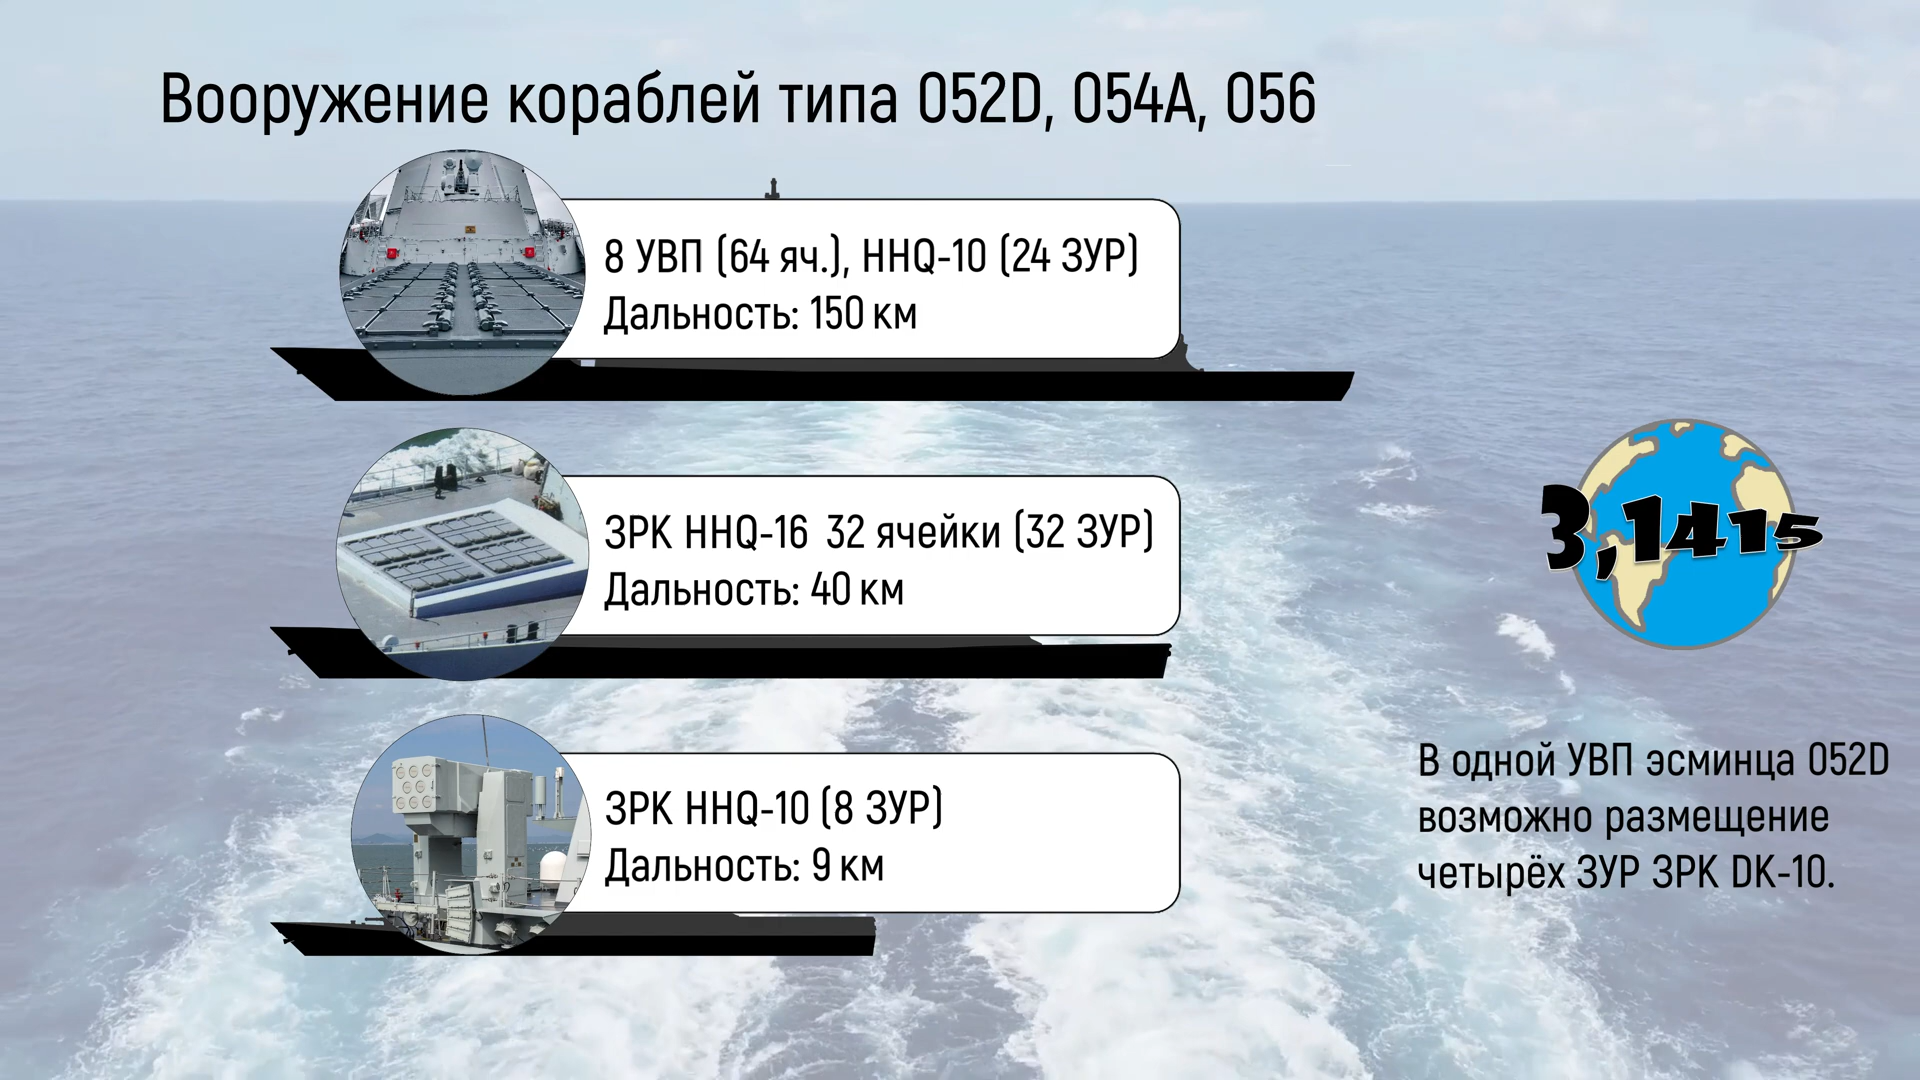 Вооружение кораблей типа 052D, 054A, 056
8 УВП (64 яч.), HHQ-10 (24 ЗУР)
Дальность: 150 км
ЗРК HHQ-16 32 ячейки (32 ЗУР)
Дальность: 40 км
3,1415
ЗРК HHQ-10 (8 ЗУР)
Дальность: 9 км
В одной УВП эсминца 052D
возможно размещение
четырёх ЗУР ЗРК DK-10.